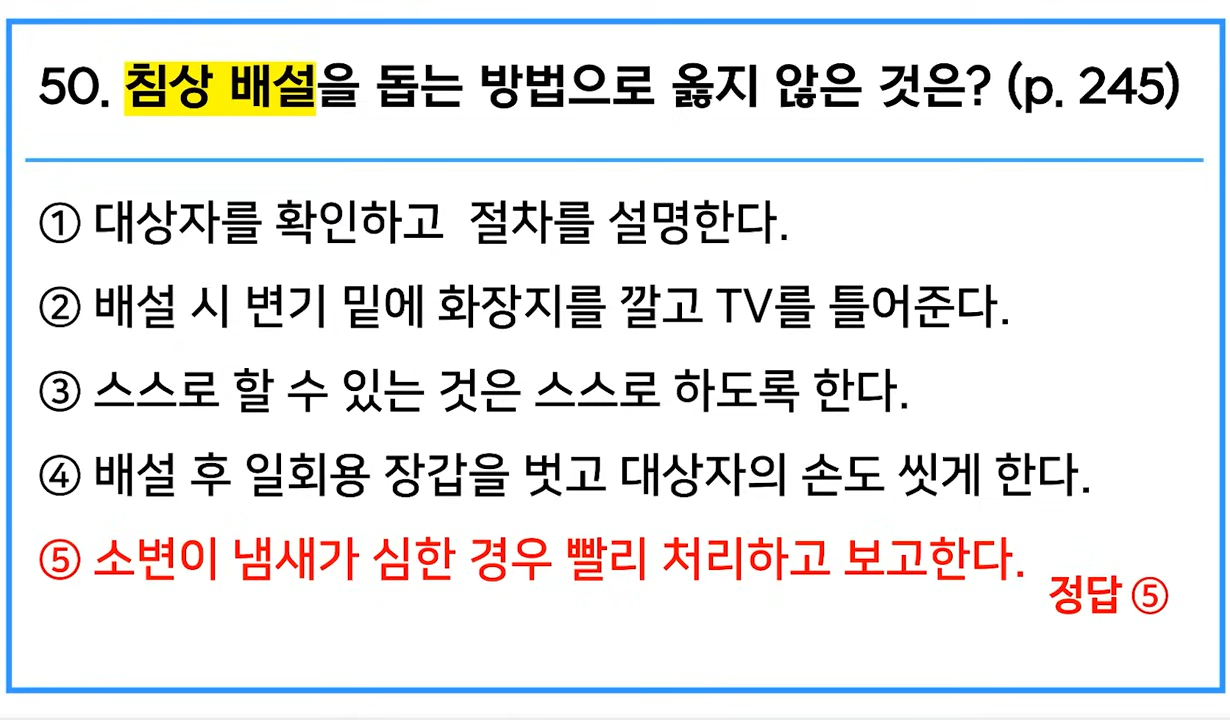 50. 침상 배설을 돕는 방법으로 옳지 않은 것은? (p. 245)
① 대상자를 확인하고 절차를 설명한다.
② 배설 시 변기 밑에 화장지를 깔고 TV를 틀어준다.
③ 스스로 할 수 있는 것은 스스로 하도록 한다.
④ 배설 후 일회용 장갑을 벗고 대상자의 손도 씻게 한다.
⑤ 소변이 냄새가 심한 경우 빨리 처리하고 보고한다.
정답 ⑤